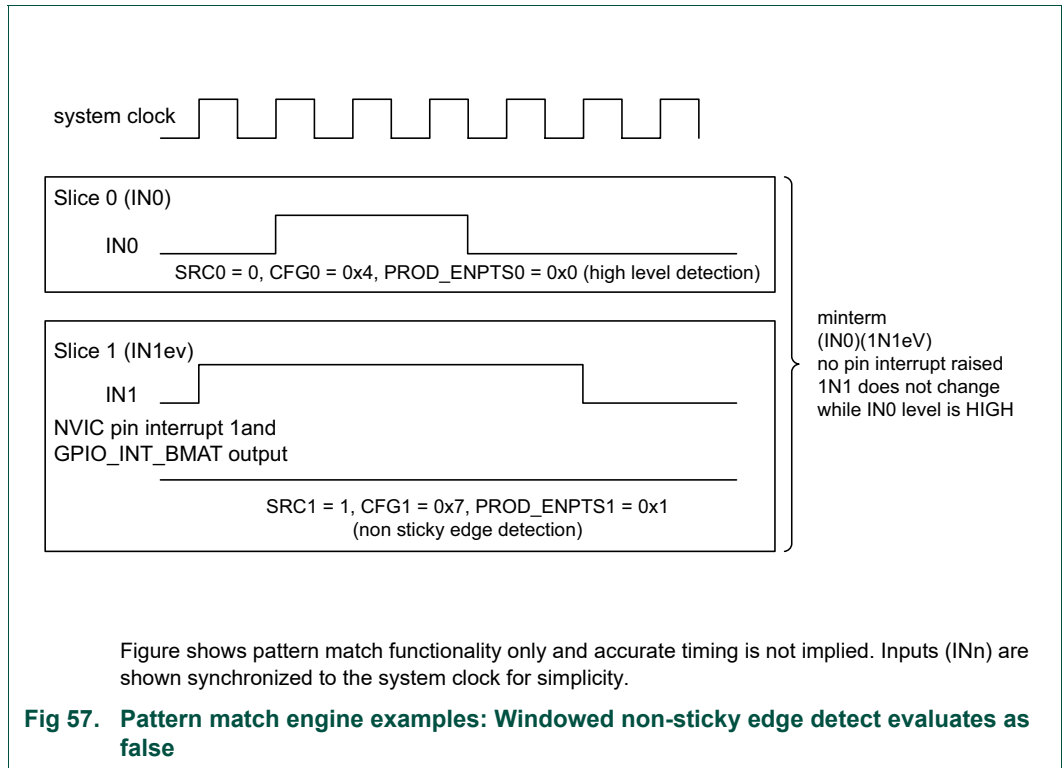 system clock
Slice 0 (IN0)
IN0
SRC0 = 0, CFG0 = 0x4, PROD_ENPTS0 = 0x0 (high level detection)
Slice 1 (IN1ev)
IN1
NVIC pin interrupt 1and
GPIO_INT_BMAT output
SRC1 = 1, CFG1 = 0x7, PROD_ENPTS1 = 0x1
(non sticky edge detection)
minterm
(IN0)(1N1eV)
no pin interrupt raised
1N1 does not change
while IN0 level is HIGH
Figure shows pattern match functionality only and accurate timing is not implied. Inputs (INn) are
shown synchronized to the system clock for simplicity.
Fig 57. Pattern match engine examples: Windowed non-sticky edge detect evaluates as
false